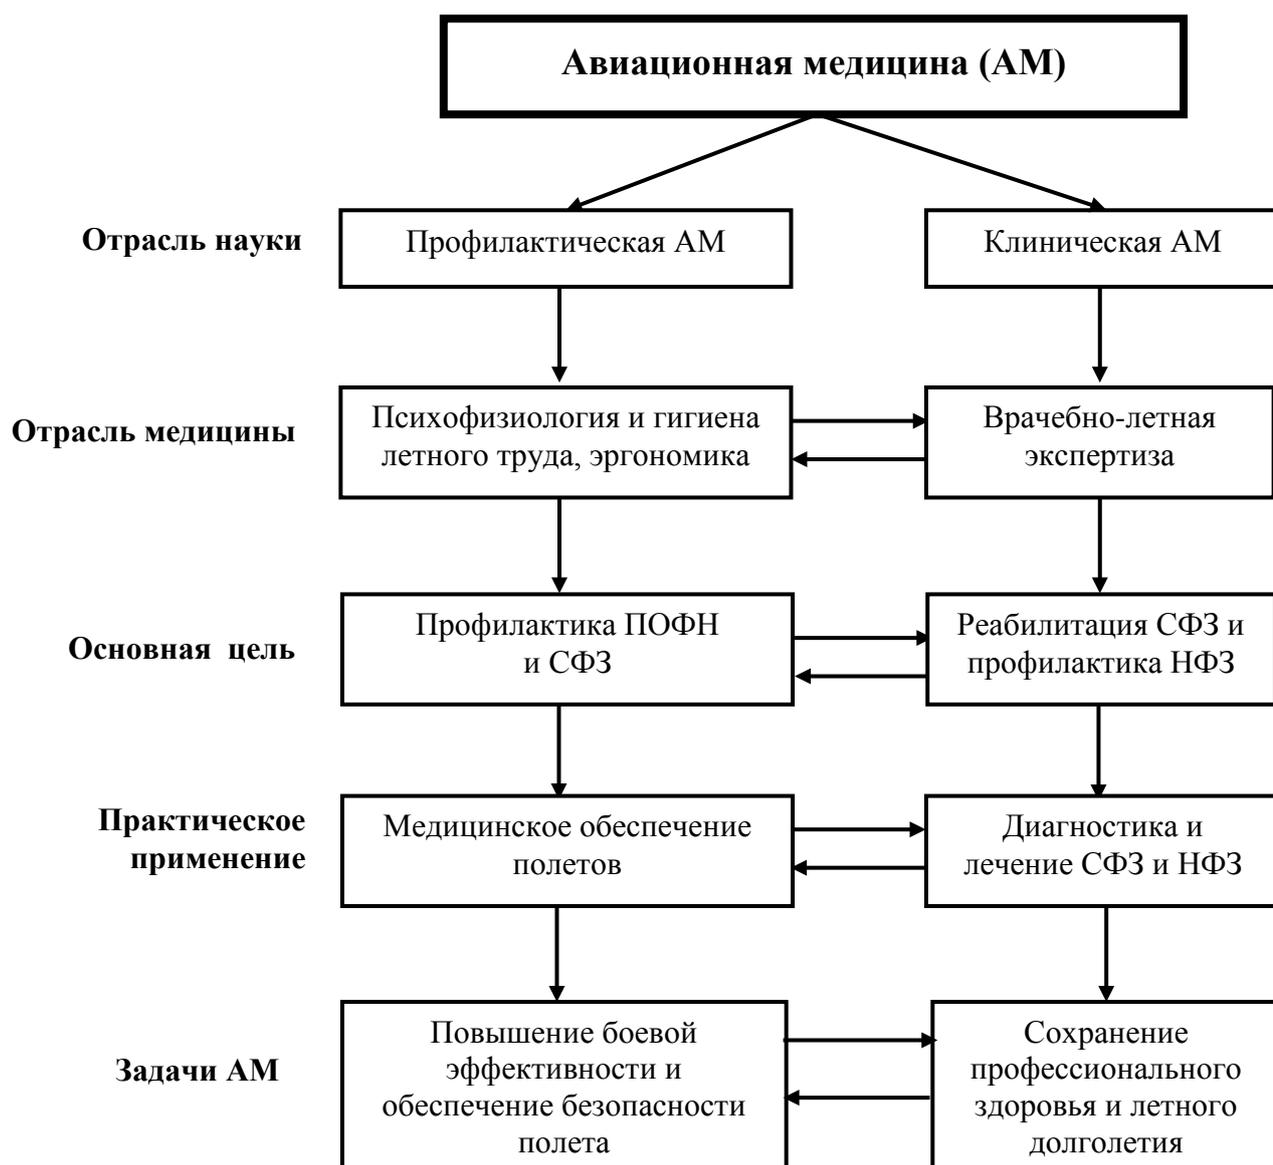 Авиационная медицина (АМ)
Отрасль науки
Профилактическая АМ
Клиническая АМ
Отрасль медицины
Психофизиология и гигиена
летного труда, эргономика
Врачебно-летная
экспертиза
Основная цель
Профилактика ПОФН
и СФЗ
Реабилитация СФЗ и
профилактика НФЗ
Практическое
применение
Медицинское обеспечение
полетов
Диагностика и
лечение СФЗ и НФЗ
Задачи АМ
Повышение боевой
эффективности и
обеспечение безопасности
полета
Сохранение
профессионального
здоровья и летного
долголетия